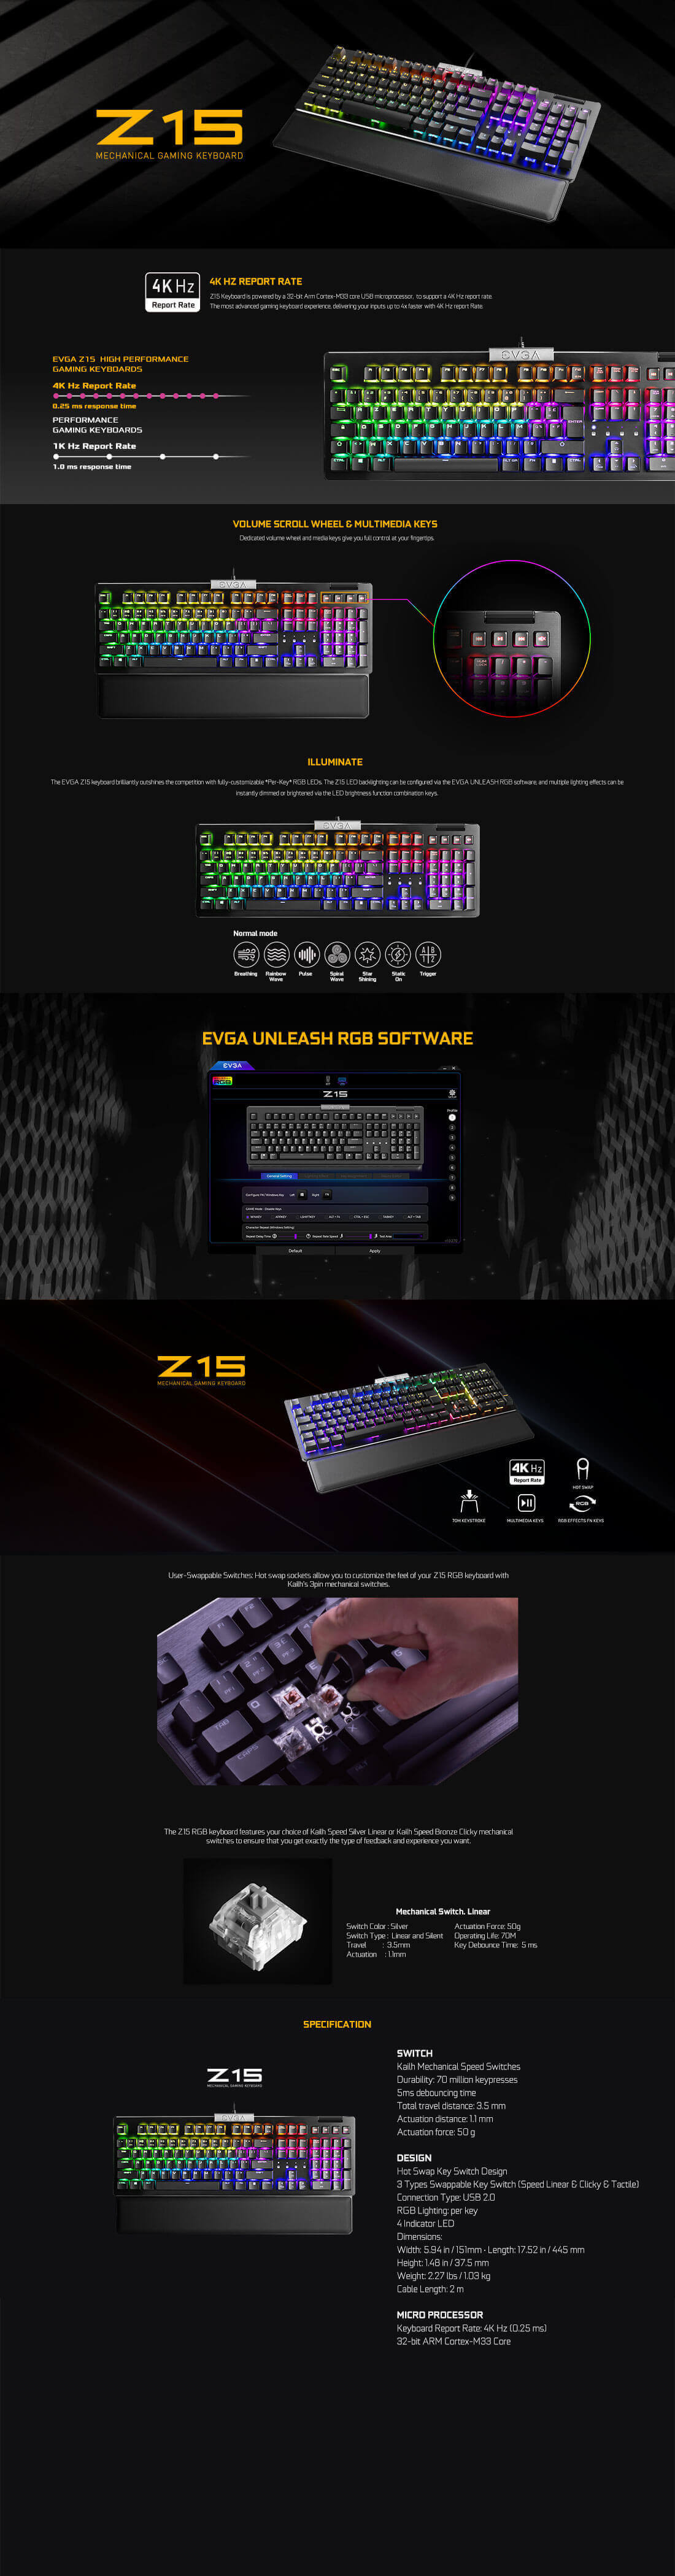 Z15
MECHANICAL GAMING KEYBOARD
4K Hz
Report Rate
4K HZ REPORT RATE
Z15 Keyboard is powered by a 32-bit Arm Cortex-M33 core USB microprocessor, to support a 4K Hz report rate.
The most advanced gaming keyboard experience, delivering your inputs up to 4x faster with 4K Hz report Rate.
EVGA Z15 HIGH PERFORMANCE
GAMING KEYBOARDS
4K Hz Report Rate
0.25 ms response time
PERFORMANCE
GAMING KEYBOARDS
1K Hz Report Rate
1.0 ms response time
EVGA
VOLUME SCROLL WHEEL & MULTIMEDIA KEYS
Dedicated volume wheel and media keys give you full control at your fingertips.
EVGA
ILLUMINATE
The EVGA Z15 keyboard brilliantly outshines the competition with fully-customizable *Per-Key* RGB LEDs. The Z15 LED backlighting can be configured via the EVGA UNLEASH RGB software, and multiple lighting effects can be
instantly dimmed or brightened via the LED brightness function combination keys.
EVGA
Normal mode
Breathing
Rainbow
Wave
Pulse
Spiral
Wave
Star
Shining
Static
On
Trigger
EVGA UNLEASH RGB SOFTWARE
EVGA
RGB
Z15
Profile
General Setting
Default
Apply
Z15
MECHANICAL GAMING KEYBOARD
4K Hz
Report Rate
HOT SWAP
70M KEYSTROKE
MULTIMEDIA KEYS
RGB
RGB EFFECTS FN KEYS
User-Swappable Switches: Hot swap sockets allow you to customize the feel of your Z15 RGB keyboard with
Kailh's 3pin mechanical switches.
TAB
CAPS
The Z15 RGB keyboard features your choice of Kailh Speed Silver Linear or Kailh Speed Bronze Clicky mechanical
switches to ensure that you get exactly the type of feedback and experience you want.
Mechanical Switch. Linear
Switch Color : Silver
Actuation Force: 50g
Switch Type : Linear and Silent
Operating Life: 70M
Travel : 3.5mm
Key Debounce Time: 5 ms
Actuation : 1.1mm
SPECIFICATION
Z15
MECHANICAL GAMING KEYBOARD
EVGA
SWITCH
Kailh Mechanical Speed Switches
Durability: 70 million keypresses
5ms debouncing time
Total travel distance: 3.5 mm
Actuation distance: 1.1 mm
Actuation force: 50 g
DESIGN
Hot Swap Key Switch Design
3 Types Swappable Key Switch (Speed Linear & Clicky & Tactile)
Connection Type: USB 2.0
RGB Lighting: per key
4 Indicator LED
Dimensions:
Width: 5.94 in / 151mm · Length: 17.52 in / 445 mm
Height: 1.48 in / 37.5 mm
Weight: 2.27 lbs / 1.03 kg
Cable Length: 2 m
MICRO PROCESSOR
Keyboard Report Rate: 4K Hz (0.25 ms)
32-bit ARM Cortex-M33 Core